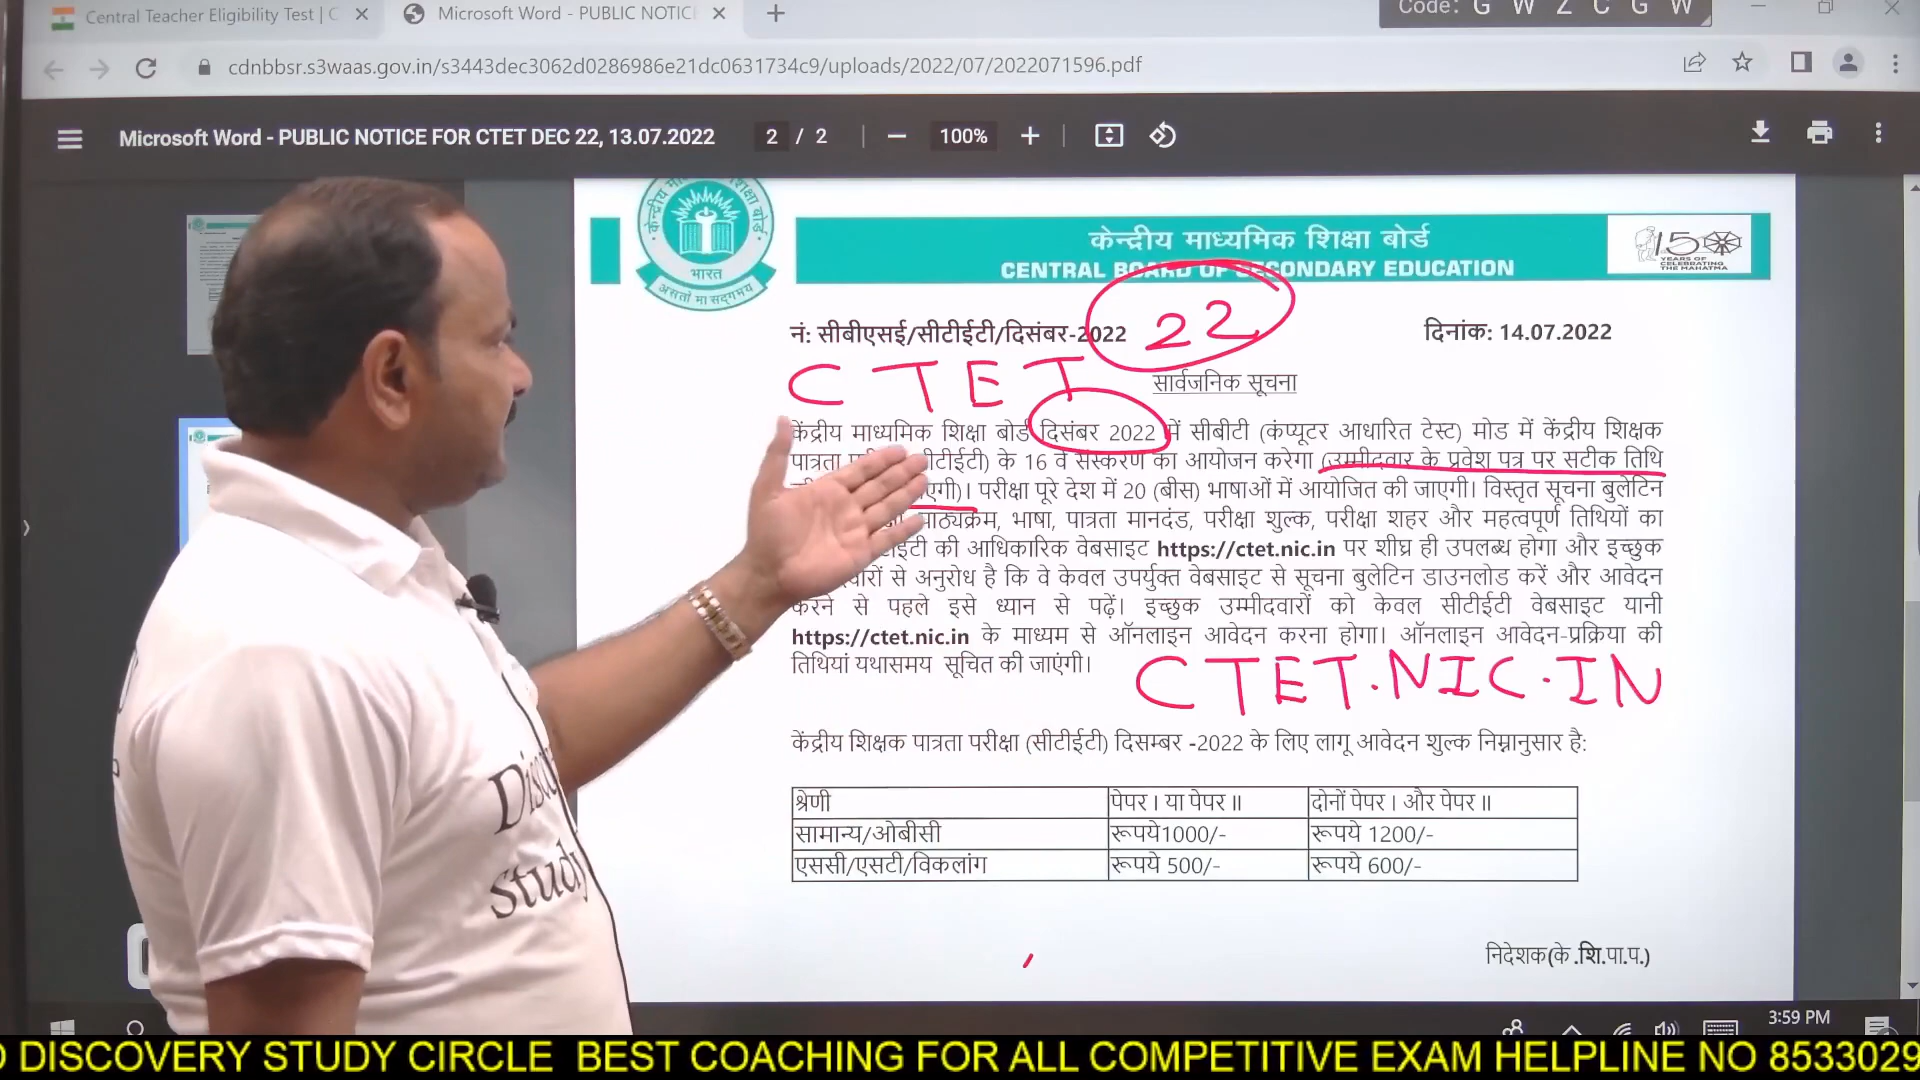 Central Teacher Eligibility Test | C
Microsoft Word - PUBLIC NOTIC
Code: G W Z C G W
cdnbbsr.s3waas.gov.in/s3443dec3062d0286986e21dc0631734c9/uploads/2022/07/2022071596.pdf
Microsoft Word - PUBLIC NOTICE FOR CTET DEC 22, 13.07.2022
2 / 2
100%
भारत
असतो मा सद्गमय
केन्द्रीय माध्यमिक शिक्षा बोर्ड
CENTRAL BOARD OF SECONDARY EDUCATION
150
YEARS OF
CELEBRATING
THE MAHATMA
नं: सीबीएसई/सीटीईटी/दिसंबर-2022
22
दिनांक: 14.07.2022
CTET
सार्वजनिक सूचना
केंद्रीय माध्यमिक शिक्षा बोर्ड दिसंबर 2022 में सीबीटी (कंप्यूटर आधारित टेस्ट) मोड में केंद्रीय शिक्षक
पात्रता के 16 वें संस्करण का आयोजन करेगा (उम्मीदवार के प्रवेश पत्र पर सटीक तिथि
परीक्षा पूरे देश में 20 (बीस) भाषाओं में आयोजित की जाएगी। विस्तृत सूचना बुलेटिन
पाठ्यक्रम, भाषा, पात्रता मानदंड, परीक्षा शुल्क, परीक्षा शहर और महत्वपूर्ण तिथियों का
की आधिकारिक वेबसाइट https://ctet.nic.in पर शीघ्र ही उपलब्ध होगा और इच्छुक
से अनुरोध है कि वे केवल उपर्युक्त वेबसाइट से सूचना बुलेटिन डाउनलोड करें और आवेदन
करने से पहले इसे ध्यान से पढ़ें। इच्छुक उम्मीदवारों को केवल सीटीईटी वेबसाइट यानी
https://ctet.nic.in के माध्यम से ऑनलाइन आवेदन करना होगा। ऑनलाइन आवेदन-प्रक्रिया की
तिथियां यथासमय सूचित की जाएंगी।
CTET.NIC.IN
केंद्रीय शिक्षक पात्रता परीक्षा (सीटीईटी) दिसम्बर -2022 के लिए लागू आवेदन शुल्क निम्नानुसार है:
श्रेणी पेपर I या पेपर II दोनों पेपर I और पेपर II
सामान्य/ओबीसी रूपये1000/- रूपये 1200/-
एससी/एसटी/विकलांग रूपये 500/- रूपये 600/-
निदेशक(के.शि.पा.प.)
study
3:59 PM
DISCOVERY STUDY CIRCLE BEST COACHING FOR ALL COMPETITIVE EXAM HELPLINE NO 8533029